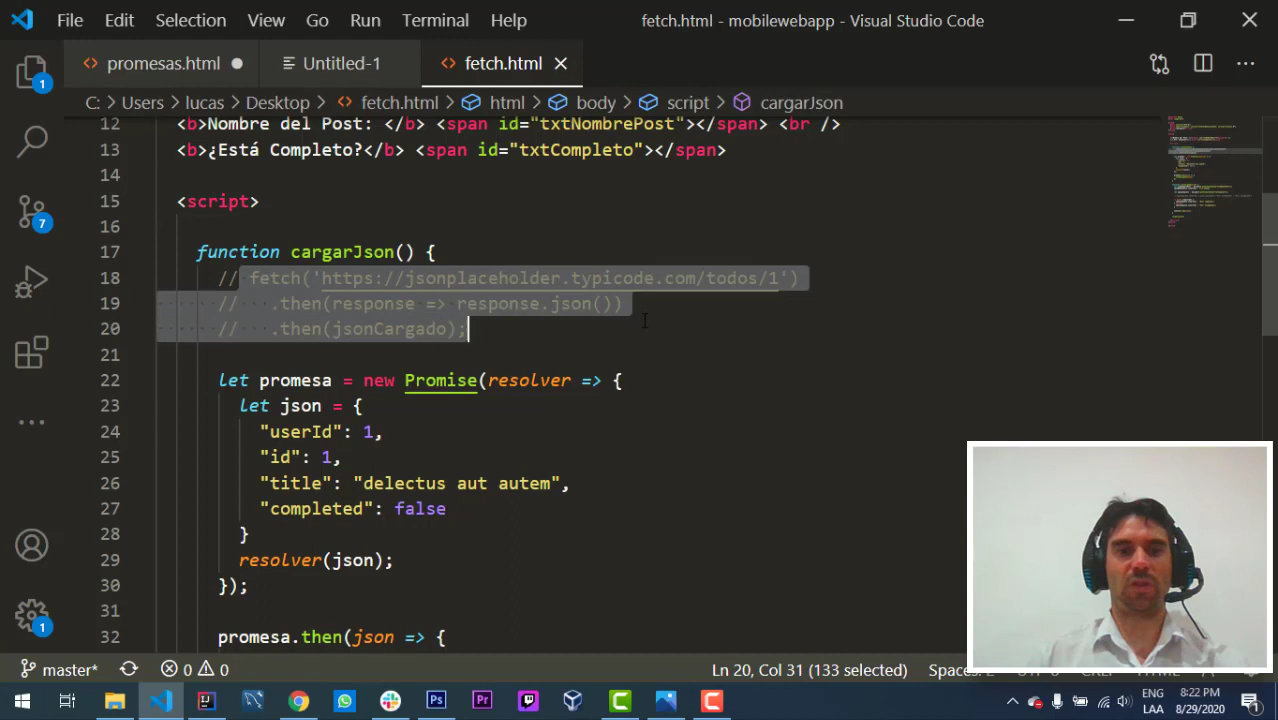 File Edit Selection View Go Run Terminal Help fetch.html - mobilewebapp - Visual Studio Code
promesas.html Untitled-1 fetch.html
C: > Users > lucas > Desktop > fetch.html > html > body > script > cargarJson
12 <b>Nombre del Post: </b> <span id="txtNombrePost"></span> <br />
13 <b>¿Está Completo?</b> <span id="txtCompleto"></span>
14
15 <script>
16
17 function cargarJson() {
18 // fetch('https://jsonplaceholder.typicode.com/todos/1')
19 // .then(response => response.json())
20 // .then(jsonCargado);
21
22 let promesa = new Promise(resolver => {
23 let json = {
24 "userId": 1,
25 "id": 1,
26 "title": "delectus aut autem",
27 "completed": false
28 }
29 resolver(json);
30 });
31
32 promesa.then(json => {
1
7
1
master* 0 0 Ln 20, Col 31 (133 selected)
ENG 8:22 PM
LAA 8/29/2020